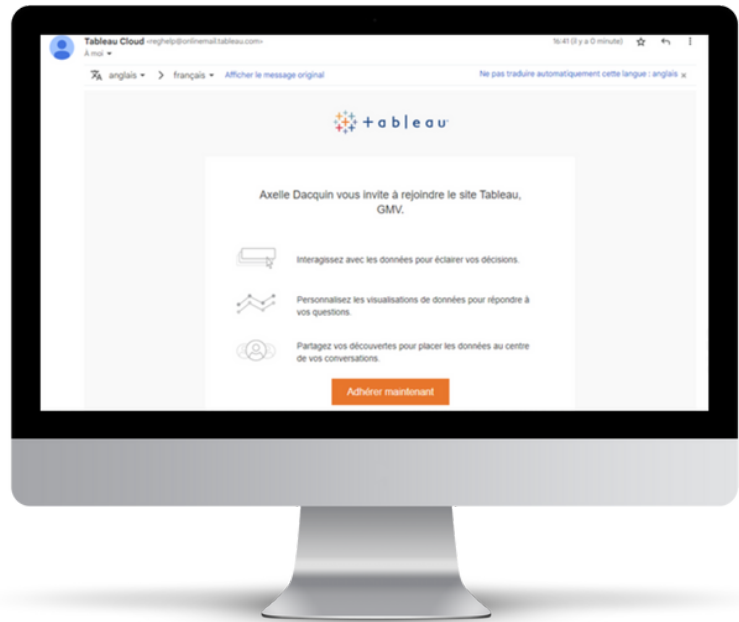 Tableau Cloud <reghelp@onlinemail.tableau.com>
16:41 (il y a 0 minute)
À moi
anglais > français Afficher le message original
Ne pas traduire automatiquement cette langue : anglais x
+ableau
Axelle Dacquin vous invite à rejoindre le site Tableau,
GMV.
Interagissez avec les données pour éclairer vos décisions.
Personnalisez les visualisations de données pour répondre à
vos questions.
Partagez vos découvertes pour placer les données au centre
de vos conversations.
Adhérer maintenant